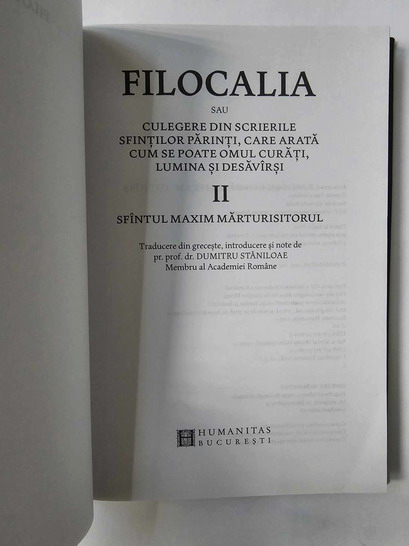 FILOCALIA
SAU
CULEGERE DIN SCRIERILE
SFINȚILOR PĂRINȚI, CARE ARATĂ
CUM SE POATE OMUL CURĂȚI,
LUMINA ȘI DESĂVÎRȘI
II
SFÎNTUL MAXIM MĂRTURISITORUL
Traducere din grecește, introducere și note de
pr. prof. dr. DUMITRU STĂNILOAE
Membru al Academiei Române
HUMANITAS
BUCUREȘTI